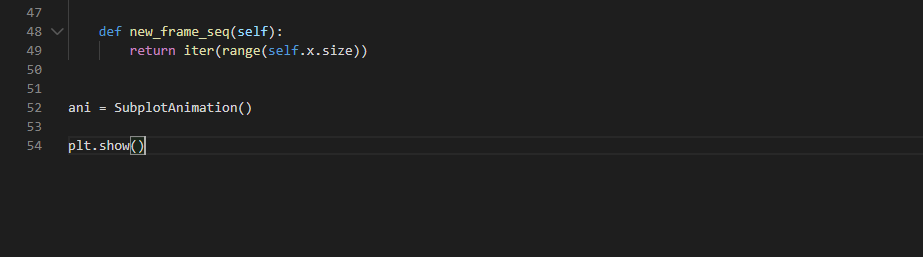 47
48 def new_frame_seq(self):
49 return iter(range(self.x.size))
50
51
52 ani = SubplotAnimation()
53
54 plt.show()